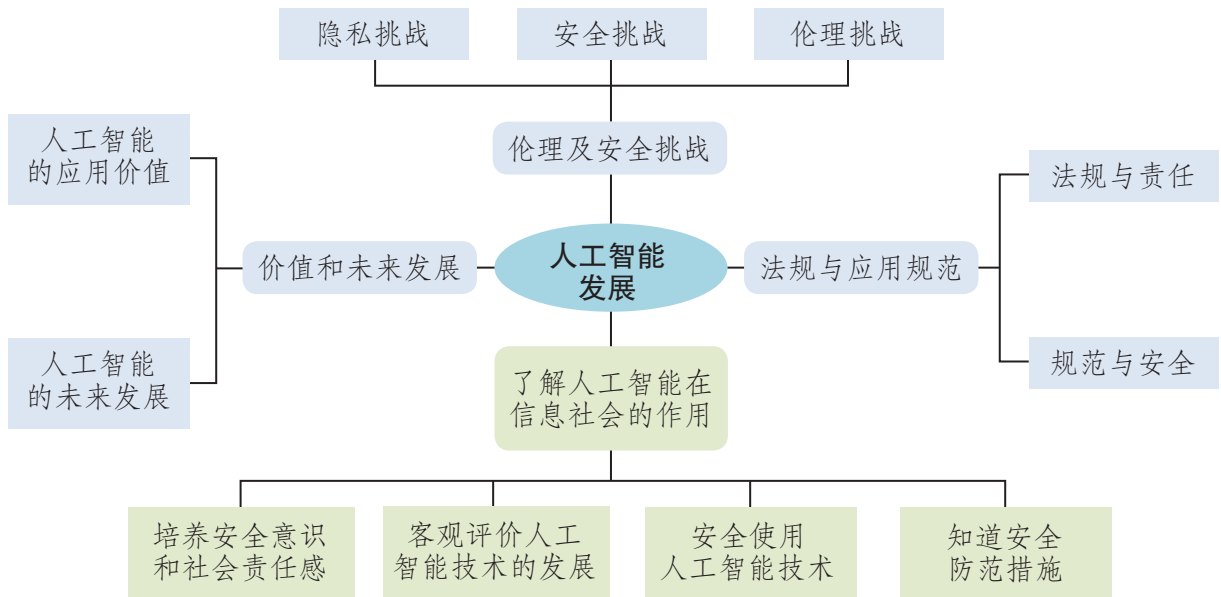 隐私挑战
安全挑战
伦理挑战
伦理及安全挑战
人工智能
的应用价值
法规与责任
价值和未来发展
人工智能
发展
法规与应用规范
人工智能
的未来发展
规范与安全
了解人工智能在
信息社会的作用
培养安全意识
和社会责任感
客观评价人工
智能技术的发展
安全使用
人工智能技术
知道安全
防范措施